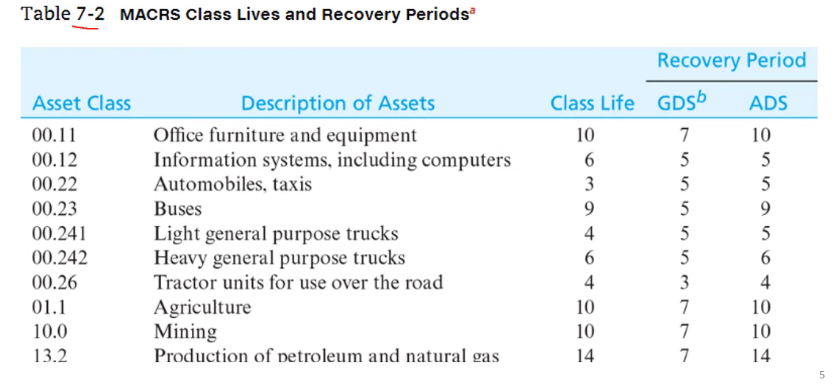 Table 7-2 MACRS Class Lives and Recovery Periodsᵃ
Recovery Period
Asset Class Description of Assets Class Life GDSᵇ ADS
00.11 Office furniture and equipment 10 7 10
00.12 Information systems, including computers 6 5 5
00.22 Automobiles, taxis 3 5 5
00.23 Buses 9 5 9
00.241 Light general purpose trucks 4 5 5
00.242 Heavy general purpose trucks 6 5 6
00.26 Tractor units for use over the road 4 3 4
01.1 Agriculture 10 7 10
10.0 Mining 10 7 10
13.2 Production of petroleum and natural gas 14 7 14
5